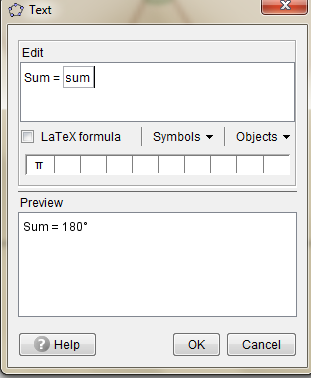 Text
Edit
Sum = sum
LaTeX formula Symbols Objects
π
Preview
Sum = 180°
? Help OK Cancel